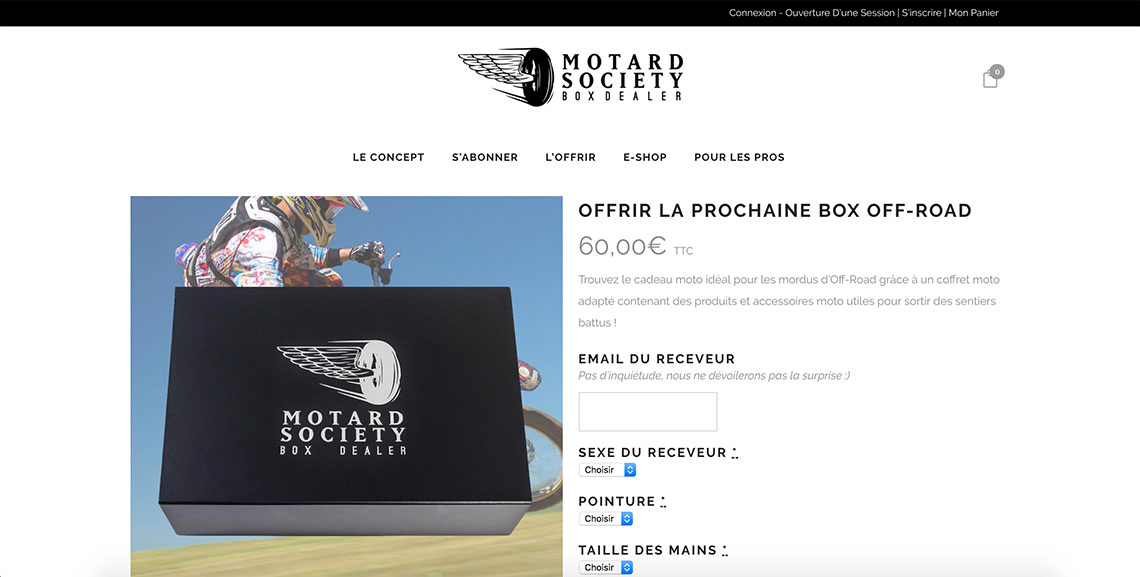 Connexion - Ouverture D'une Session | S'inscrire | Mon Panier
MOTARD
SOCIETY
BOX DEALER
0
LE CONCEPT S'ABONNER L'OFFRIR E-SHOP POUR LES PROS
OFFRIR LA PROCHAINE BOX OFF-ROAD
60,00€ TTC
Trouvez le cadeau moto idéal pour les mordus d'Off-Road grâce à un coffret moto
adapté contenant des produits et accessoires moto utiles pour sortir des sentiers
battus !
EMAIL DU RECEVEUR
Pas d'inquiétude, nous ne dévoilerons pas la surprise ;)
SEXE DU RECEVEUR *
Choisir
POINTURE *
Choisir
TAILLE DES MAINS *
Choisir
MOTARD
SOCIETY
BOX DEALER